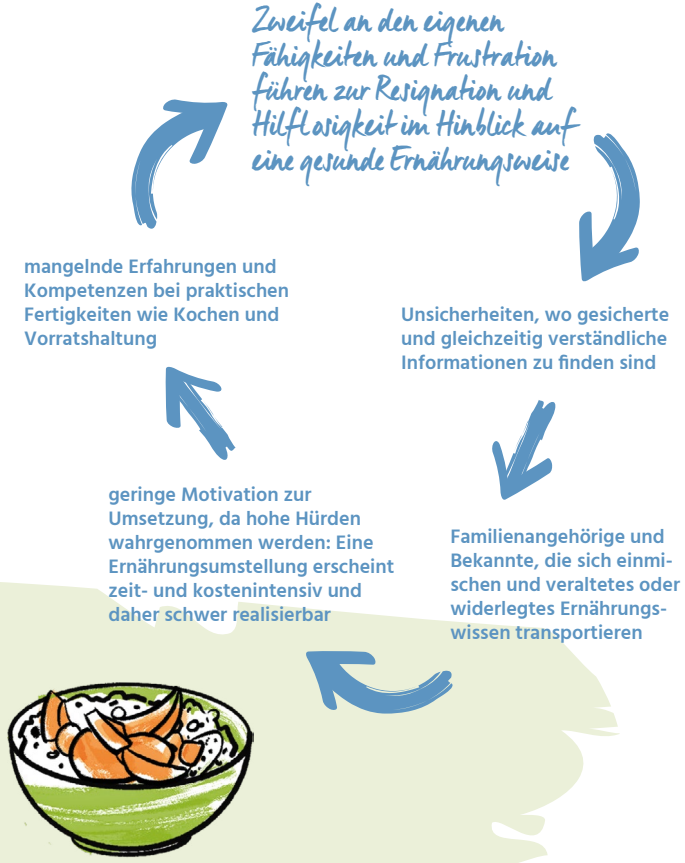 Zweifel an den eigenen
Fähigkeiten und Frustration
führen zur Resignation und
Hilflosigkeit im Hinblick auf
eine gesunde Ernährungsweise
Unsicherheiten, wo gesicherte
und gleichzeitig verständliche
Informationen zu finden sind
Familienangehörige und
Bekannte, die sich einmi-
schen und veraltetes oder
widerlegtes Ernährungs-
wissen transportieren
geringe Motivation zur
Umsetzung, da hohe Hürden
wahrgenommen werden: Eine
Ernährungsumstellung erscheint
zeit- und kostenintensiv und
daher schwer realisierbar
mangelnde Erfahrungen und
Kompetenzen bei praktischen
Fertigkeiten wie Kochen und
Vorratshaltung